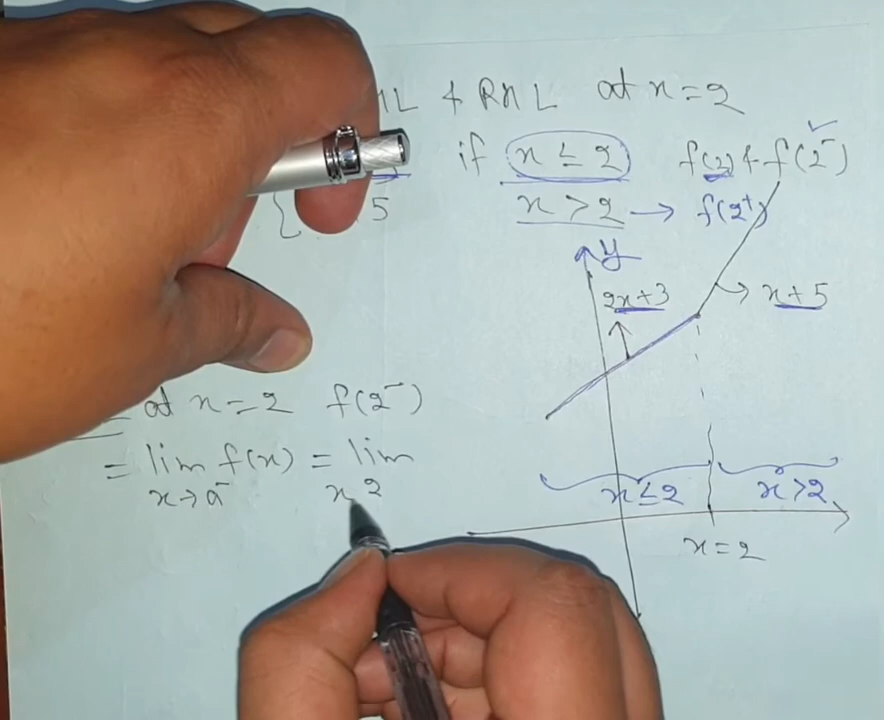 L & RHL at x=2
if x ≤ 2 f(2) & f(2⁻)
5 x > 2 → f(2⁺)
y
2x+3
x+5
at x=2 f(2⁻)
= lim f(x) = lim
x→a⁻ x 2
x≤2 x>2
x=2